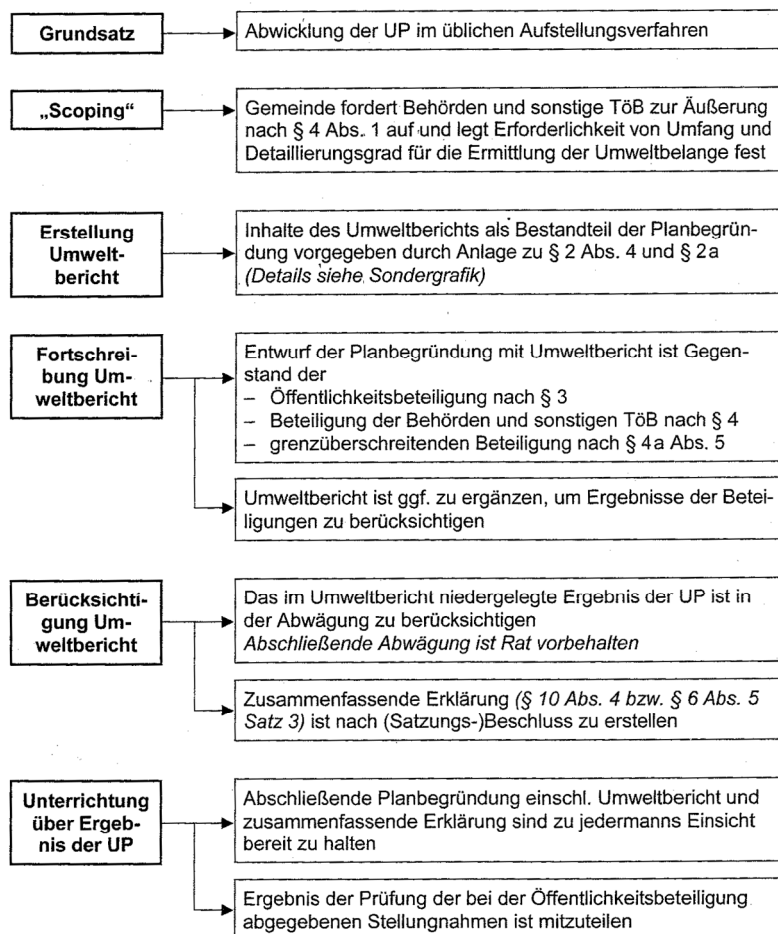 Grundsatz
Abwicklung der UP im üblichen Aufstellungsverfahren
„Scoping“
Gemeinde fordert Behörden und sonstige TöB zur Äußerung
nach § 4 Abs. 1 auf und legt Erforderlichkeit von Umfang und
Detaillierungsgrad für die Ermittlung der Umweltbelange fest
Erstellung
Umwelt-
bericht
Inhalte des Umweltberichts als Bestandteil der Planbegrün-
dung vorgegeben durch Anlage zu § 2 Abs. 4 und § 2a
(Details siehe Sondergrafik)
Fortschrei-
bung Um-
weltbericht
Entwurf der Planbegründung mit Umweltbericht ist Gegen-
stand der
– Öffentlichkeitsbeteiligung nach § 3
– Beteiligung der Behörden und sonstigen TöB nach § 4
– grenzüberschreitenden Beteiligung nach § 4a Abs. 5
Umweltbericht ist ggf. zu ergänzen, um Ergebnisse der Betei-
ligungen zu berücksichtigen
Berücksichti-
gung Um-
weltbericht
Das im Umweltbericht niedergelegte Ergebnis der UP ist in
der Abwägung zu berücksichtigen
Abschließende Abwägung ist Rat vorbehalten
Zusammenfassende Erklärung (§ 10 Abs. 4 bzw. § 6 Abs. 5
Satz 3) ist nach (Satzungs-)Beschluss zu erstellen
Unterrichtung
über Ergeb-
nis der UP
Abschließende Planbegründung einschl. Umweltbericht und
zusammenfassende Erklärung sind zu jedermanns Einsicht
bereit zu halten
Ergebnis der Prüfung der bei der Öffentlichkeitsbeteiligung
abgegebenen Stellungnahmen ist mitzuteilen